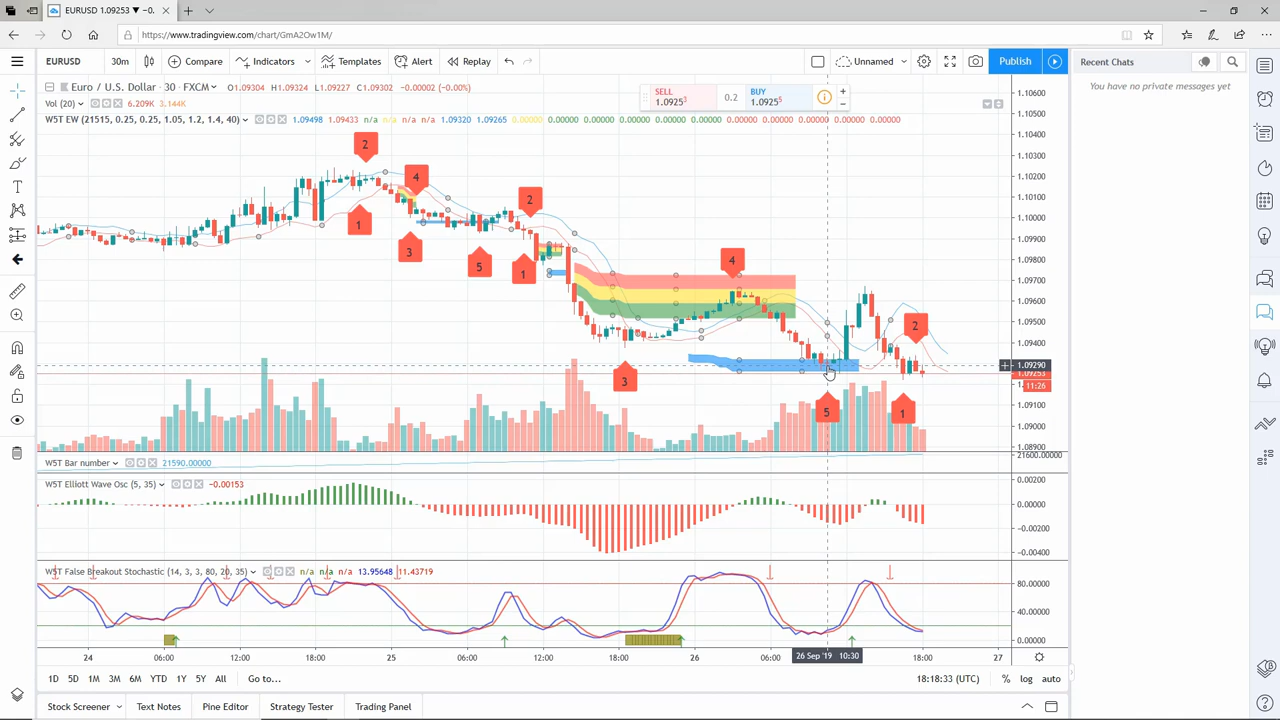 EURUSD 1.09253 ▼ −0.
https://www.tradingview.com/chart/GmA2Ow1M/
EURUSD 30m Compare Indicators Templates Alert Replay Unnamed Publish
Recent Chats
You have no private messages yet
Euro / U.S. Dollar · 30 · FXCM O1.09304 H1.09324 L1.09227 C1.09302 −0.00002 (−0.00%)
SELL 1.09253 0.2 BUY 1.09255
Vol (20) 6.209K 3.144K
W5T EW (21515, 0.25, 0.5, 1.05, 1.2, 1.4, 40) 1.09498 1.09433 n/a n/a n/a n/a 1.09320 1.09265 0.00000 0.00000 0.00000 0.00000 0.00000 0.00000 0.00000 0.00000 0.00000 0.00000
1.10600
1.10400
1.10300
1.10200
1.10100
1.10000
1.09900
1.09800
1.09700
1.09600
1.09500
1.09400
1.09290
1.09253
11:26
1.09100
1.09000
1.08900
2
4
1
3
5
2
1
4
3
5
2
1
W5T Bar number 21590.00000
21600.00000
W5T Elliott Wave Osc (5, 35) −0.00153
0.00200
0.00000
−0.00200
−0.00400
W5T False Breakout Stochastic (14, 3, 3, 80, 20, 35) n/a n/a n/a 13.95648 11.43719
80.00000
40.00000
0.00000
24 06:00 12:00 18:00 25 06:00 12:00 18:00 26 06:00 26 Sep '19 10:30 18:00 27
1D 5D 1M 3M 6M YTD 1Y 5Y All Go to... 18:18:33 (UTC) % log auto
Stock Screener Text Notes Pine Editor Strategy Tester Trading Panel